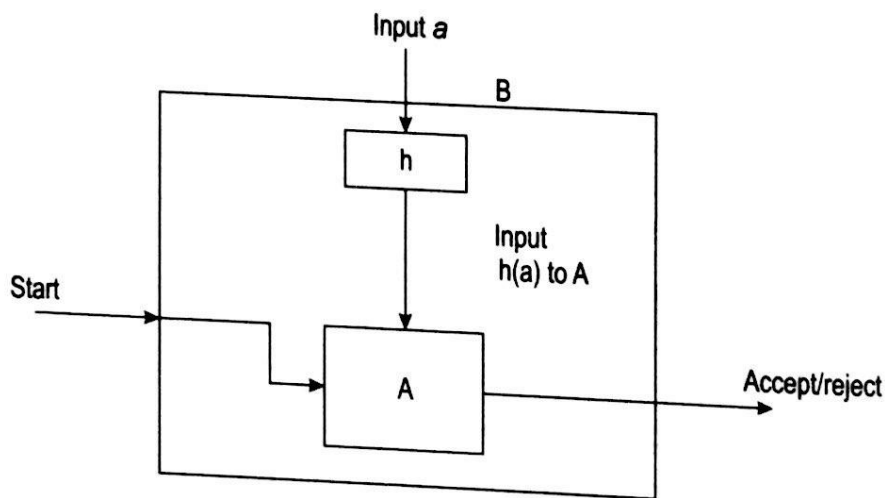 Input a
B
h
Input
h(a) to A
Start
A
Accept/reject